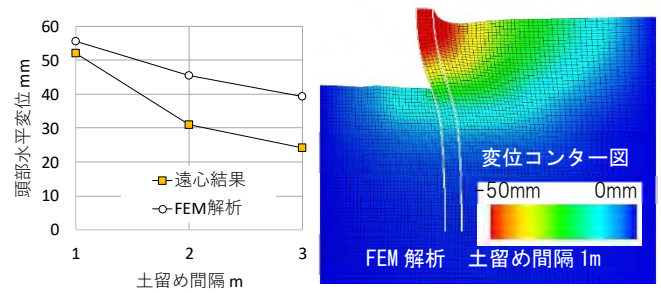 60
50
40
30
20
10
0
頭部水平変位 mm
遠心結果
FEM解析
1 2 3
土留め間隔 m
変位コンター図
-50mm 0mm
FEM 解析 土留め間隔 1m